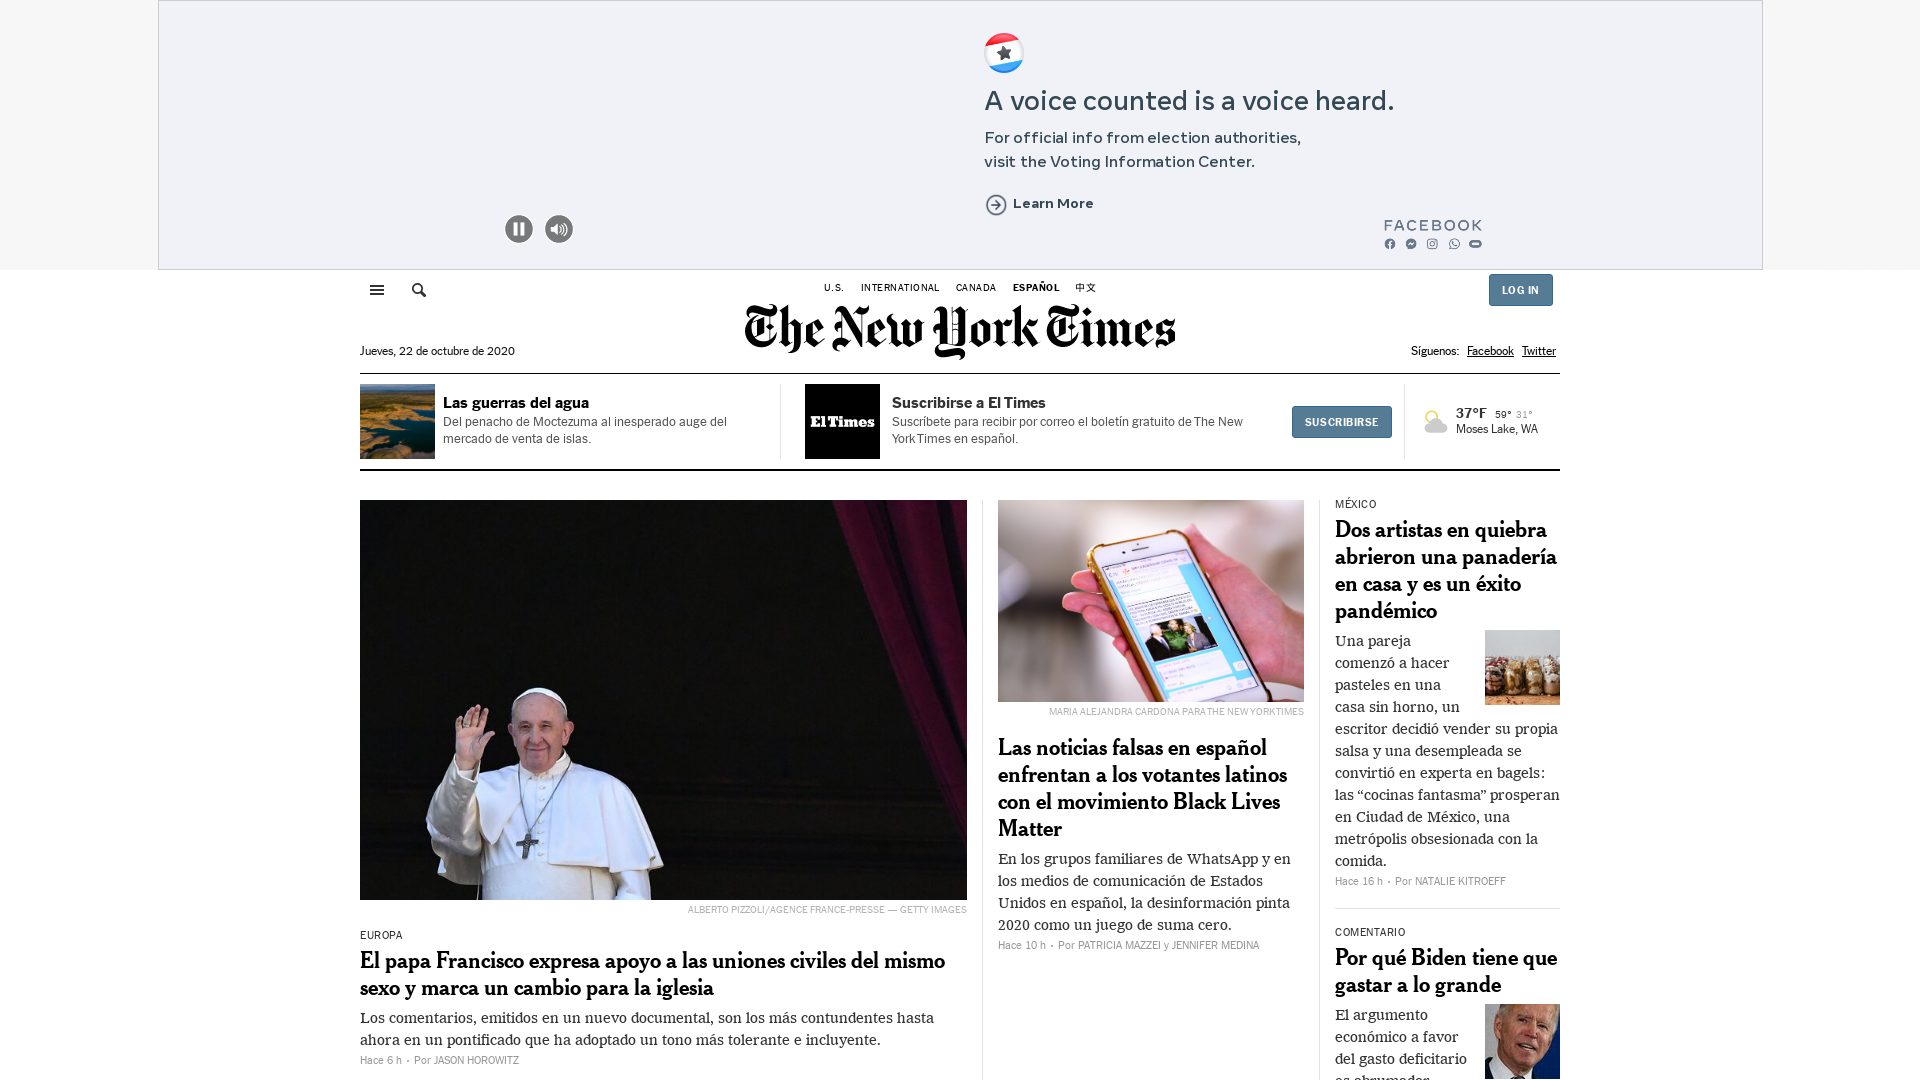 A voice counted is a voice heard.
For official info from election authorities,
visit the Voting Information Center.
Learn More
FACEBOOK
U.S. INTERNATIONAL CANADA ESPAÑOL 中文
LOG IN
The New York Times
Jueves, 22 de octubre de 2020
Síguenos: Facebook Twitter
Las guerras del agua
Del penacho de Moctezuma al inesperado auge del
mercado de venta de islas.
El Times
Suscribirse a El Times
Suscríbete para recibir por correo el boletín gratuito de The New
York Times en español.
SUSCRIBIRSE
37°F 59° 31°
Moses Lake, WA
ALBERTO PIZZOLI/AGENCE FRANCE-PRESSE — GETTY IMAGES
EUROPA
El papa Francisco expresa apoyo a las uniones civiles del mismo
sexo y marca un cambio para la iglesia
Los comentarios, emitidos en un nuevo documental, son los más contundentes hasta
ahora en un pontificado que ha adoptado un tono más tolerante e incluyente.
Hace 6 h • Por JASON HOROWITZ
MARIA ALEJANDRA CARDONA PARA THE NEW YORK TIMES
Las noticias falsas en español
enfrentan a los votantes latinos
con el movimiento Black Lives
Matter
En los grupos familiares de WhatsApp y en
los medios de comunicación de Estados
Unidos en español, la desinformación pinta
2020 como un juego de suma cero.
Hace 10 h • Por PATRICIA MAZZEI y JENNIFER MEDINA
MÉXICO
Dos artistas en quiebra
abrieron una panadería
en casa y es un éxito
pandémico
Una pareja
comenzó a hacer
pasteles en una
casa sin horno, un
escritor decidió vender su propia
salsa y una desempleada se
convirtió en experta en bagels:
las “cocinas fantasma” prosperan
en Ciudad de México, una
metrópolis obsesionada con la
comida.
Hace 16 h • Por NATALIE KITROEFF
COMENTARIO
Por qué Biden tiene que
gastar a lo grande
El argumento
económico a favor
del gasto deficitario
es abrumador